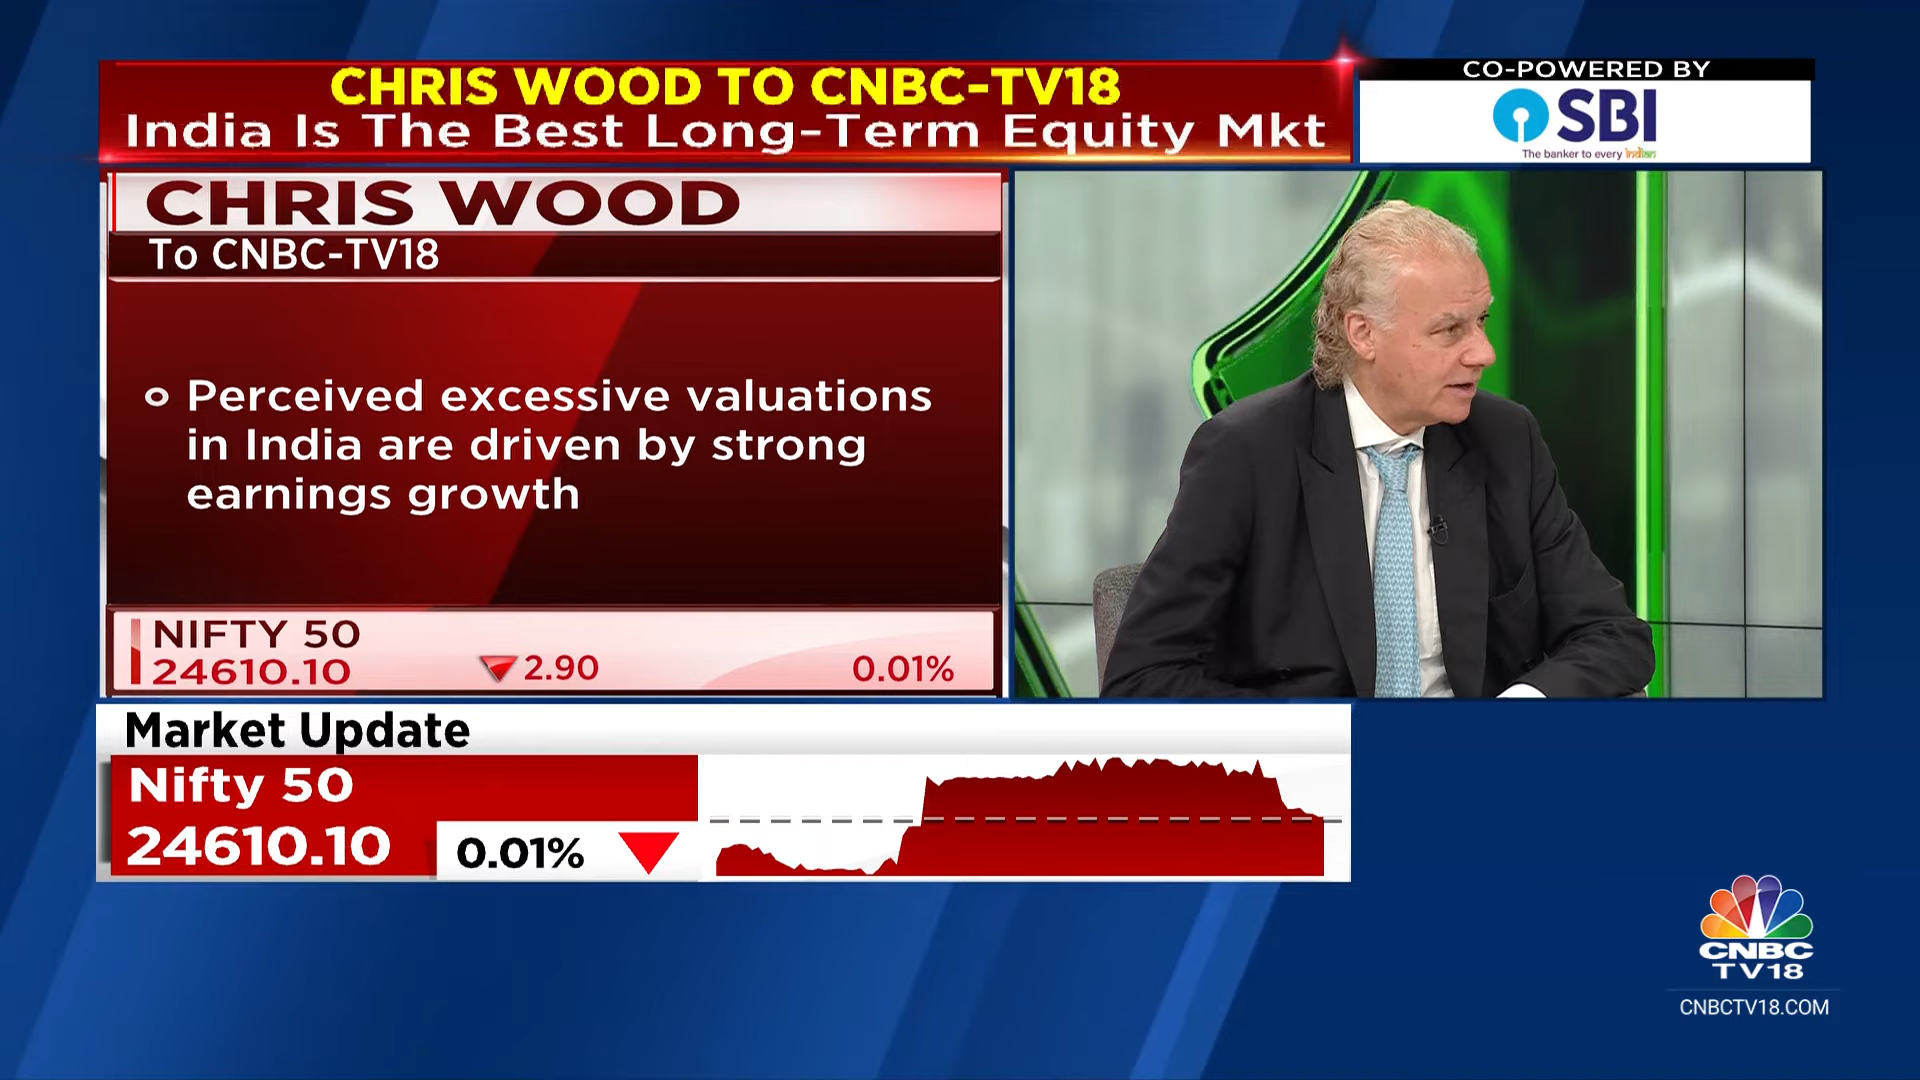 CHRIS WOOD TO CNBC-TV18
India Is The Best Long-Term Equity Mkt
CO-POWERED BY
SBI
The banker to every Indian
CHRIS WOOD
To CNBC-TV18
Perceived excessive valuations
in India are driven by strong
earnings growth
NIFTY 50
24610.10 2.90 0.01%
Market Update
Nifty 50
24610.10 0.01%
CNBC
TV18
CNBCTV18.COM